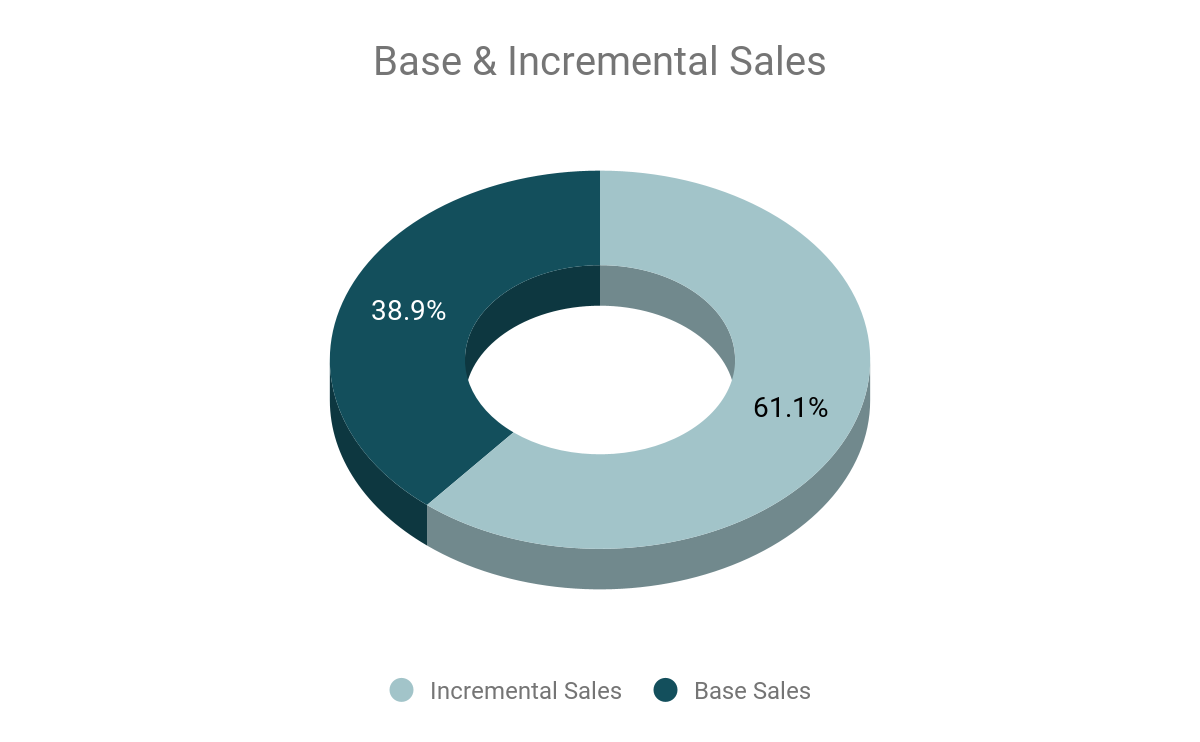 Base & Incremental Sales
38.9%
61.1%
Incremental Sales
Base Sales